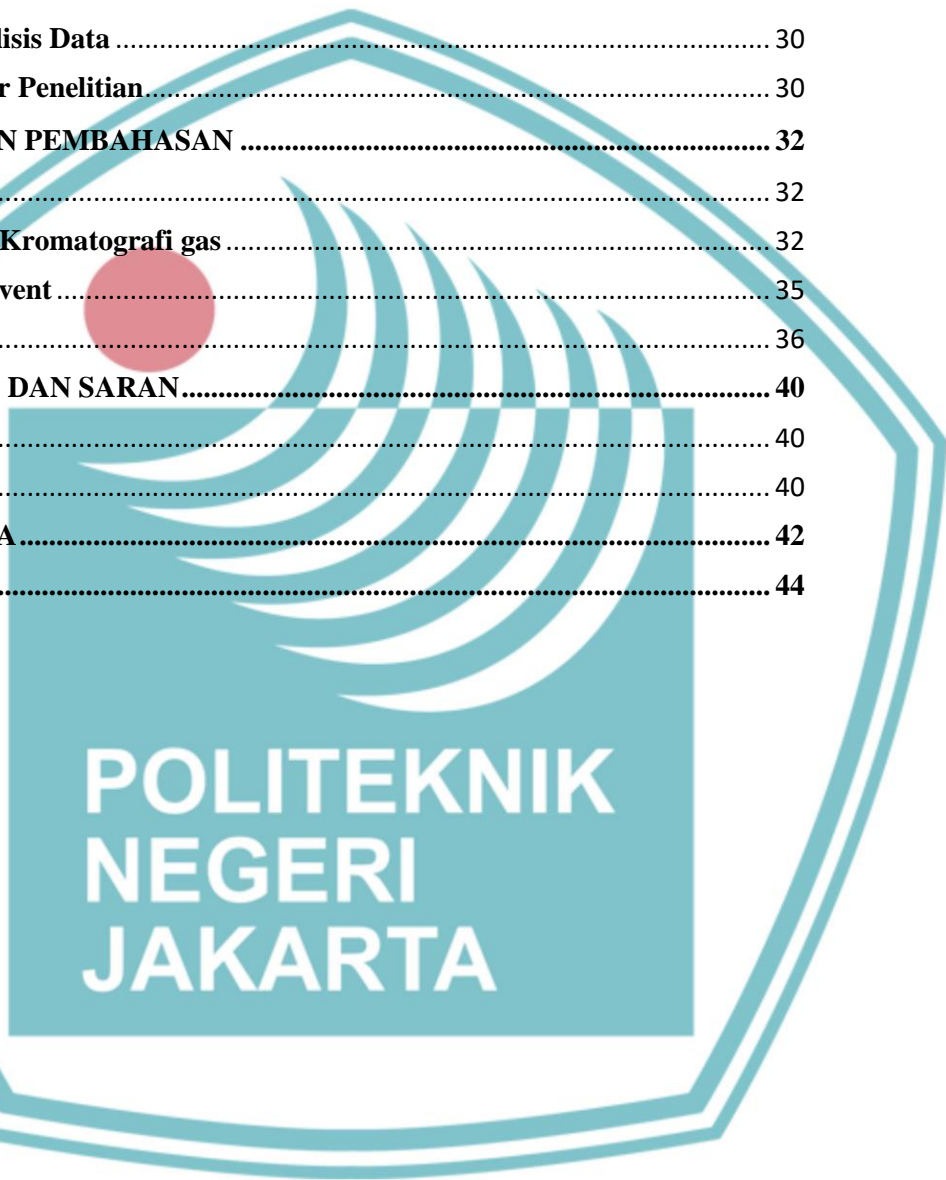 lisis Data ........................................................................................ 30
r Penelitian.................................................................................... 30
N PEMBAHASAN ........................................................................ 32
........................................................................................................ 32
Kromatografi gas ........................................................................... 32
vent ................................................................................................ 35
........................................................................................................ 36
DAN SARAN................................................................................ 40
........................................................................................................ 40
........................................................................................................ 40
A ..................................................................................................... 42
........................................................................................................ 44
POLITEKNIK
NEGERI
JAKARTA